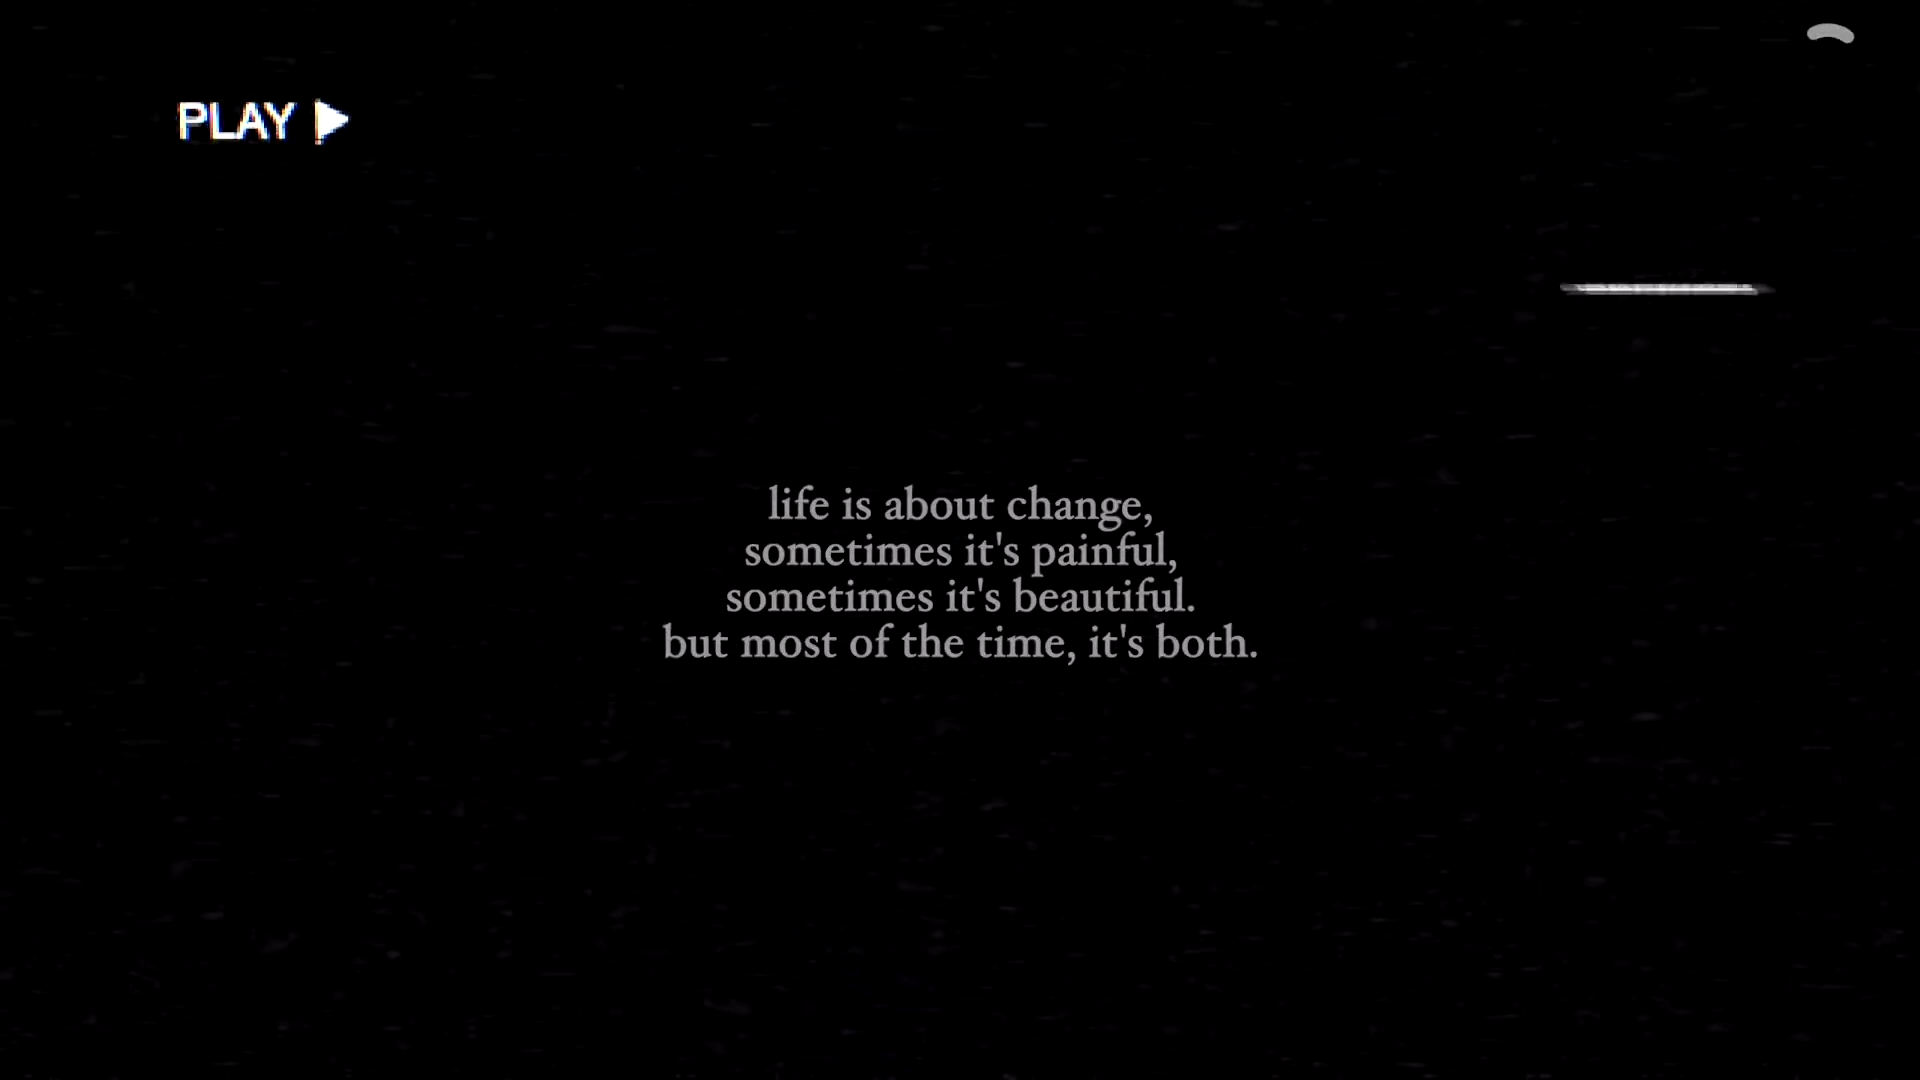 PLAY
life is about change,
sometimes it's painful,
sometimes it's beautiful.
but most of the time, it's both.